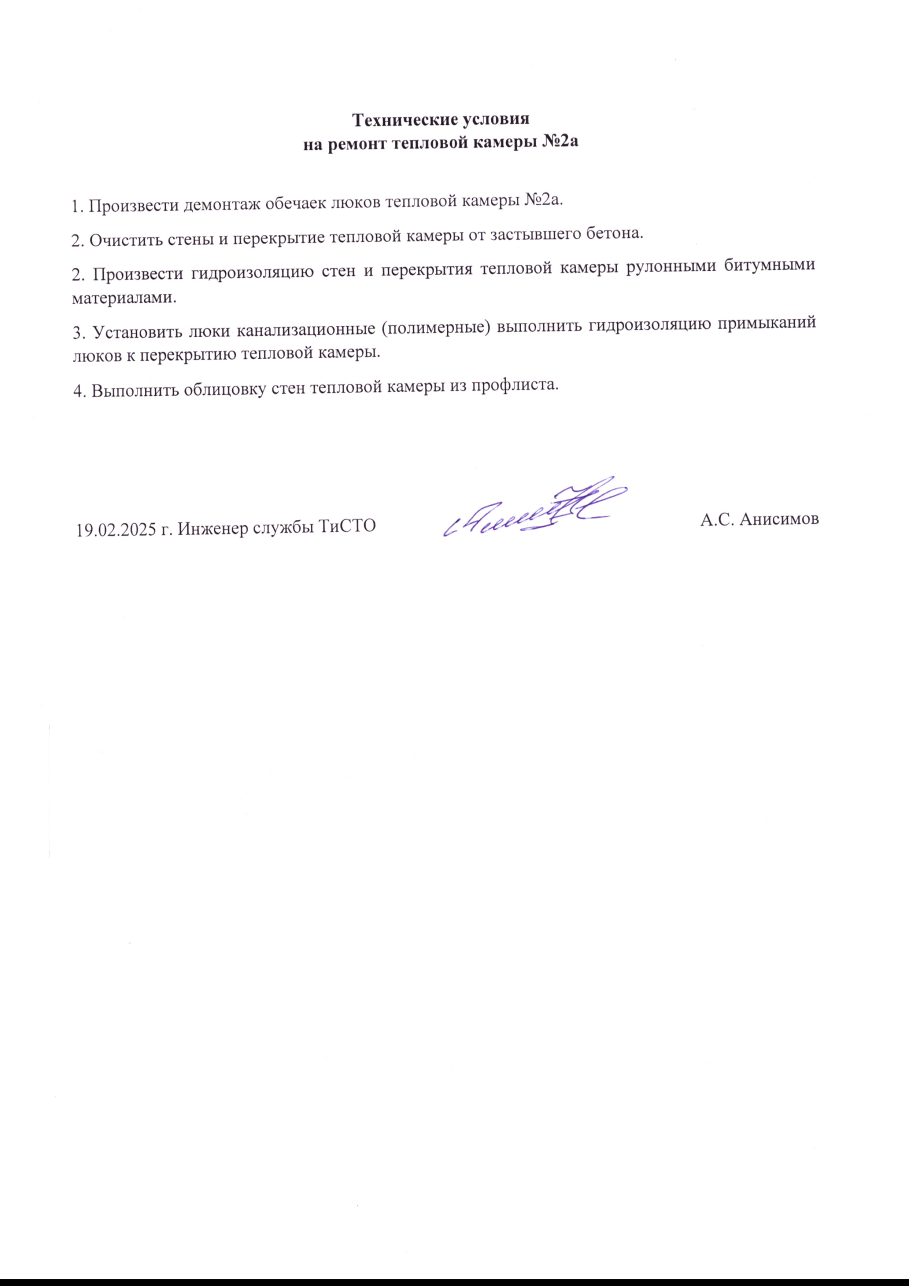 Технические условия
на ремонт тепловой камеры №2а
1. Произвести демонтаж обечаек люков тепловой камеры №2а.
2. Очистить стены и перекрытие тепловой камеры от застывшего бетона.
2. Произвести гидроизоляцию стен и перекрытия тепловой камеры рулонными битумными
материалами.
3. Установить люки канализационные (полимерные) выполнить гидроизоляцию примыканий
люков к перекрытию тепловой камеры.
4. Выполнить облицовку стен тепловой камеры из профлиста.
19.02.2025 г. Инженер службы ТиСТО А.С. Анисимов